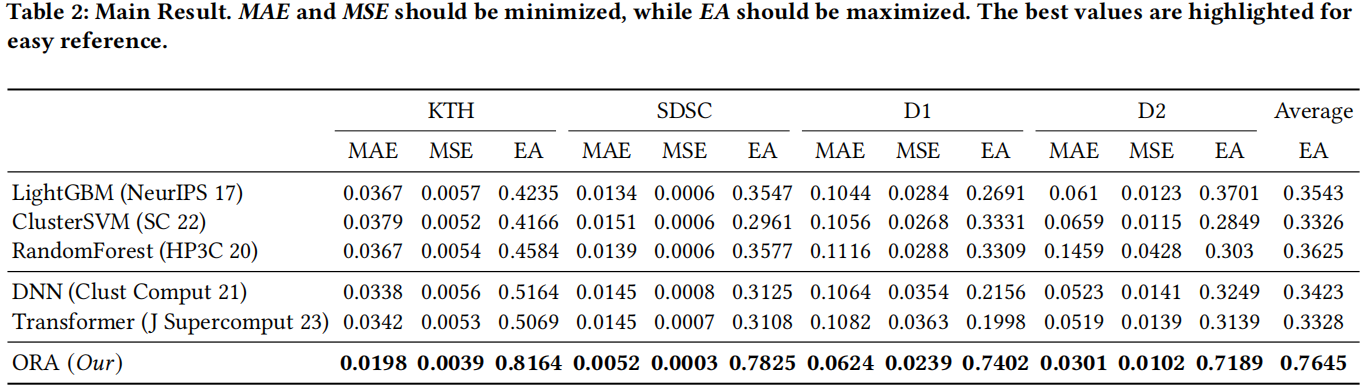 Table 2: Main Result. MAE and MSE should be minimized, while EA should be maximized. The best values are highlighted for
easy reference.
KTH SDSC D1 D2 Average
MAE MSE EA MAE MSE EA MAE MSE EA MAE MSE EA EA
LightGBM (NeurIPS 17) 0.0367 0.0057 0.4235 0.0134 0.0006 0.3547 0.1044 0.0284 0.2691 0.061 0.0123 0.3701 0.3543
ClusterSVM (SC 22) 0.0379 0.0052 0.4166 0.0151 0.0006 0.2961 0.1056 0.0268 0.3331 0.0659 0.0115 0.2849 0.3326
RandomForest (HP3C 20) 0.0367 0.0054 0.4584 0.0139 0.0006 0.3577 0.1116 0.0288 0.3309 0.1459 0.0428 0.303 0.3625
DNN (Clust Comput 21) 0.0338 0.0056 0.5164 0.0145 0.0008 0.3125 0.1064 0.0354 0.2156 0.0523 0.0141 0.3249 0.3423
Transformer (J Supercomput 23) 0.0342 0.0053 0.5069 0.0145 0.0007 0.3108 0.1082 0.0363 0.1998 0.0519 0.0139 0.3139 0.3328
ORA (Our) 0.0198 0.0039 0.8164 0.0052 0.0003 0.7825 0.0624 0.0239 0.7402 0.0301 0.0102 0.7189 0.7645